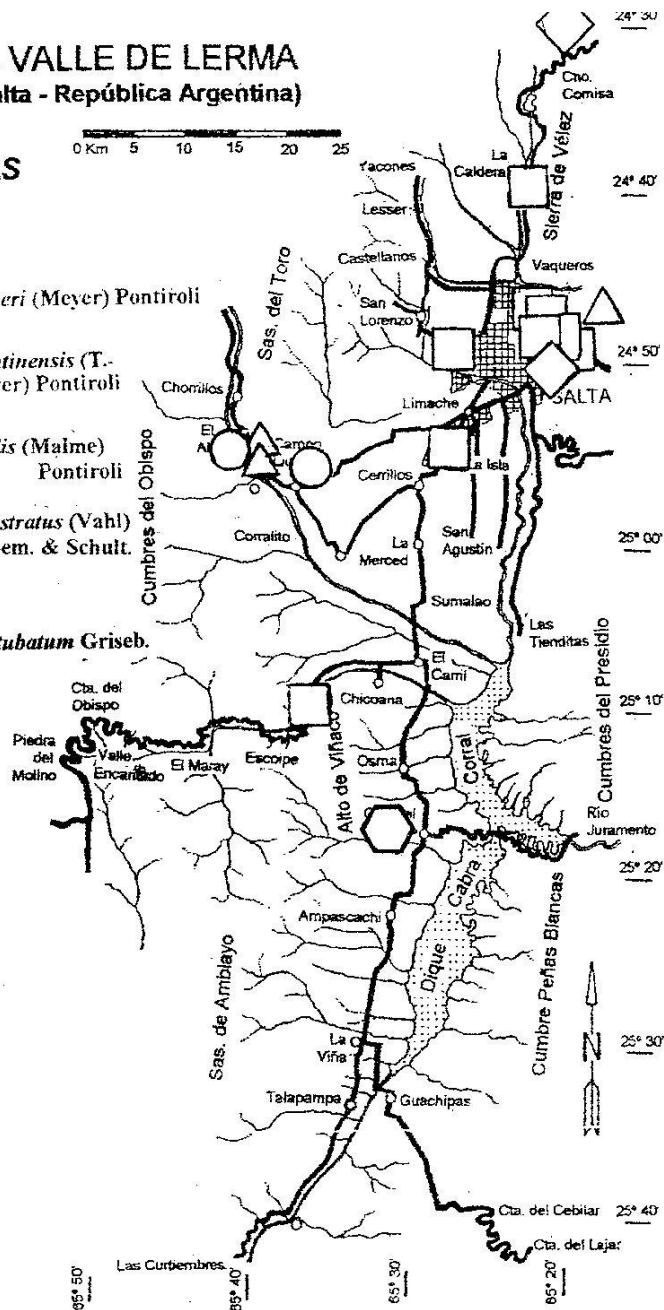 VALLE DE LERMA
alta - República Argentina)
0 Km 5 10 15 20 25
AS
eri (Meyer) Pontiroli
ntinensis (T.-
er) Pontiroli
is (Malme)
Pontiroli
stratus (Vahl)
em. & Schult.
tubatum Griseb.
24° 30'
Cno.
Cornisa
La
Caldera
Sierra de Vélez
24° 40'
Yacones
Lesser
Castellanos
Vaqueros
San
Lorenzo
Sas. del Toro
24° 50'
Chorrillos
Limache
SALTA
El
Campo
Cumbres del Obispo
La Isla
Cerrillos
Corralito
La
Merced
San
Agustín
25° 00'
Sumalao
Las
Tienditas
El
Carril
Cta. del
Obispo
Chicoana
Cumbres del Presidio
25° 10'
Piedra
del
Molino
Valle
Encantado
El Maray
Escoipe
Alto de Viñaco
Osma
Corral
Río
Juramento
25° 20'
Cabra
Ampascachi
Dique
Cumbre Peñas Blancas
Sas. de Amblayo
La
Viña
N
25° 30'
Talapampa
Guachipas
Cta. del Cebilar
25° 40'
Cta. del Lajar
Las Curtiembres
65° 50'
65° 40'
65° 30'
65° 20'